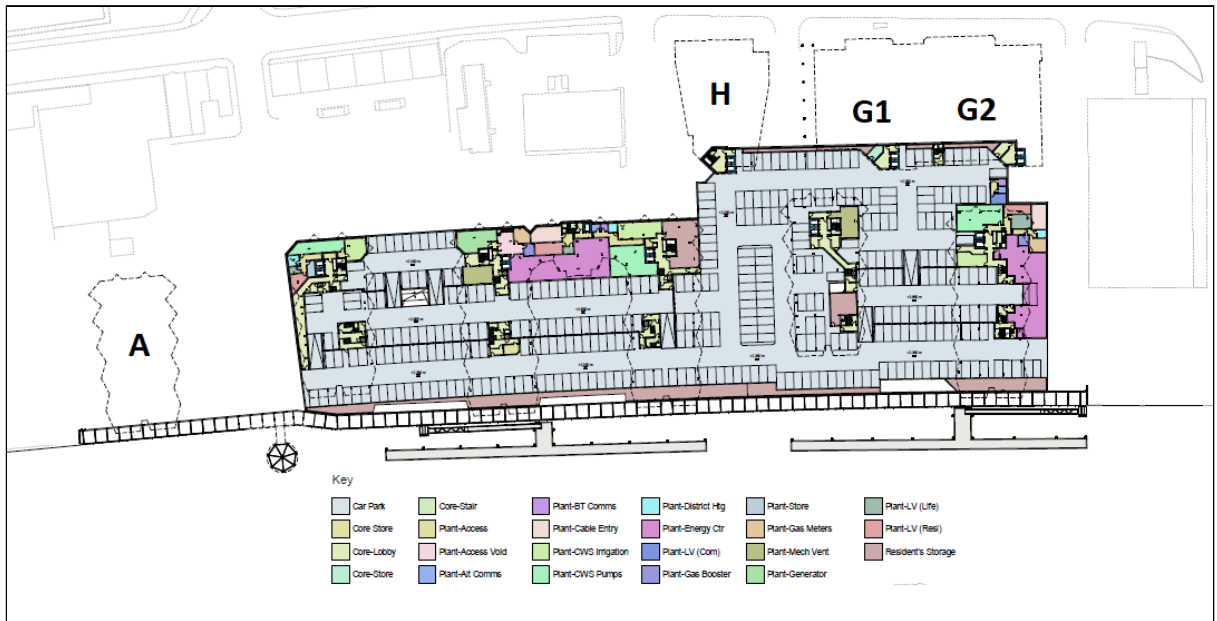 H
G1 G2
A
Key
Car Park
Core-Stair
Plant-BT Comms
Plant-District Htg
Plant-Store
Plant-LV (Life)
Core Store
Plant-Access
Plant-Cable Entry
Plant-Energy Ctr
Plant-Gas Meters
Plant-LV (Resi)
Core-Lobby
Plant-Access Void
Plant-CWS Irrigation
Plant-LV (Com)
Plant-Mech Vent
Resident's Storage
Core-Store
Plant-Alt Comms
Plant-CWS Pumps
Plant-Gas Booster
Plant-Generator